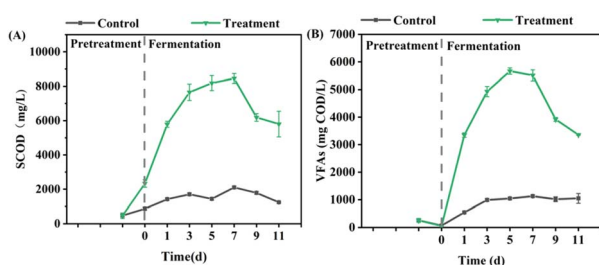 Control Treatment
(A)
Pretreatment Fermentation
10000
8000
6000
4000
2000
0
SCOD（mg/L）
0 1 3 5 7 9 11
Time(d)
Control Treatment
(B)
Pretreatment Fermentation
7000
6000
5000
4000
3000
2000
1000
0
VFAs (mg COD/L)
0 1 3 5 7 9 11
Time (d)